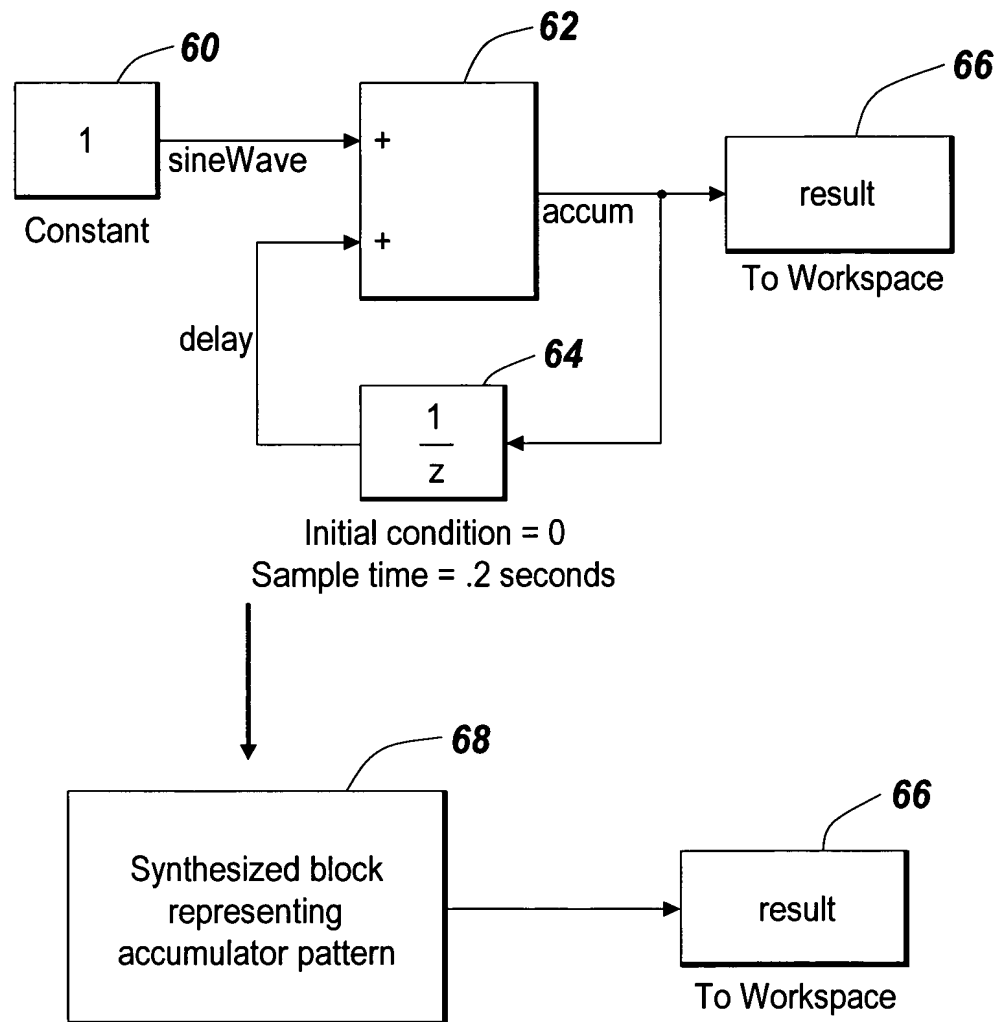 60
62
66
1
+
sineWave
result
accum
Constant
+
To Workspace
delay
64
1
z
Initial condition = 0
Sample time = .2 seconds
68
66
Synthesized block
representing
accumulator pattern
result
To Workspace